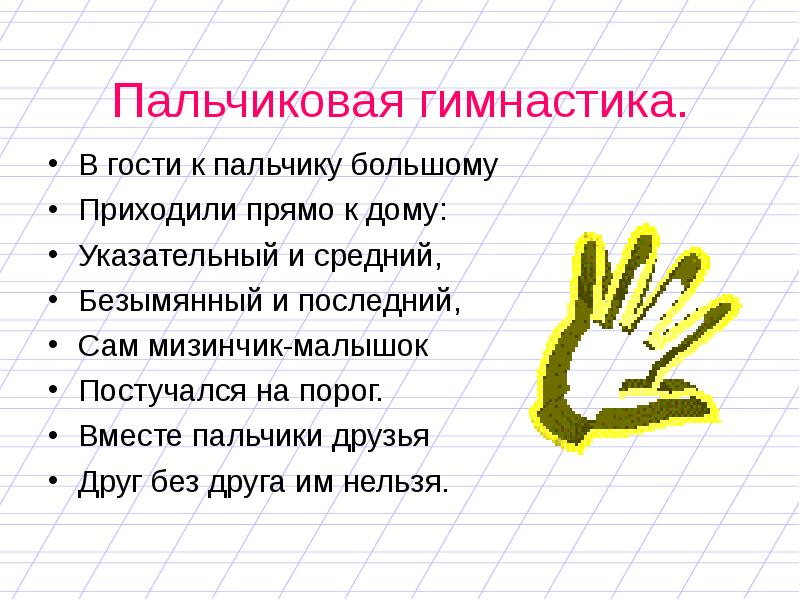 Пальчиковая гимнастика.
• В гости к пальчику большому
• Приходили прямо к дому:
• Указательный и средний,
• Безымянный и последний,
• Сам мизинчик-малышок
• Постучался на порог.
• Вместе пальчики друзья
• Друг без друга им нельзя.